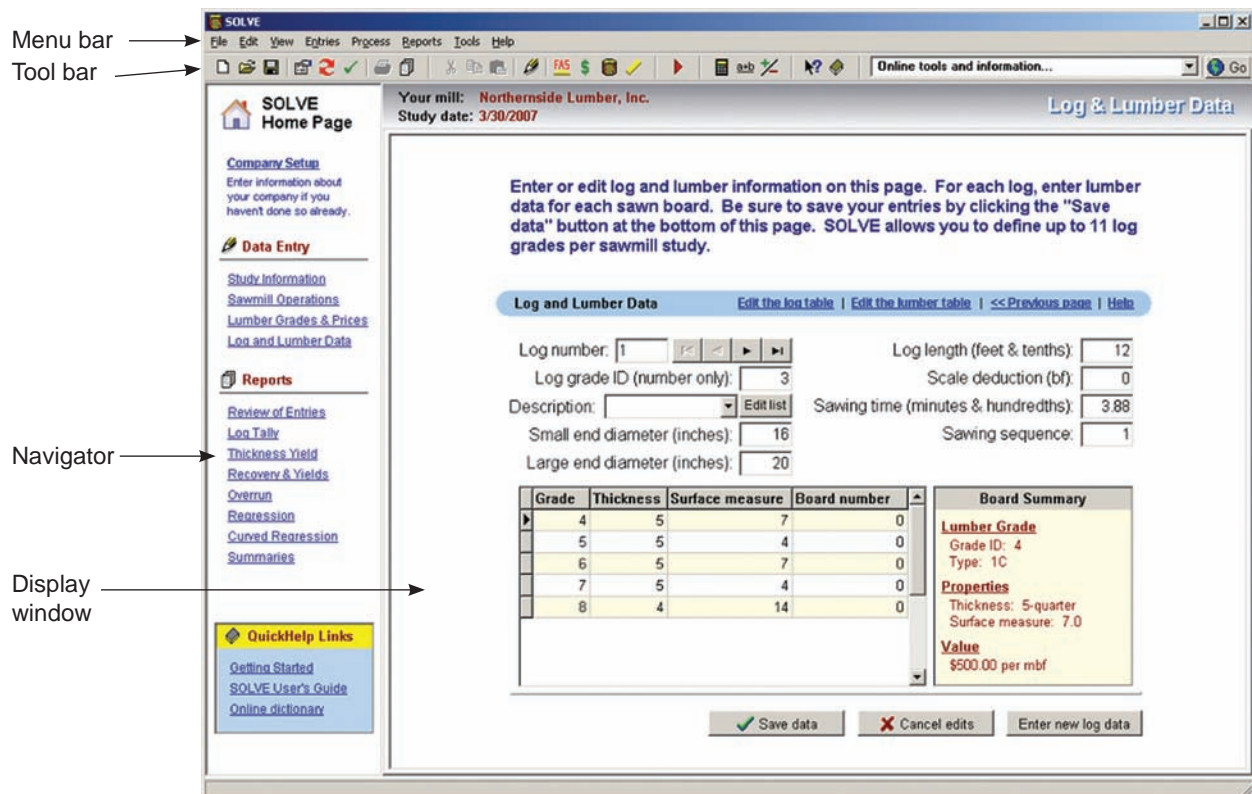 SOLVE
Menu bar
File Edit View Entries Process Reports Tools Help
Tool bar
FAS $ a+b Online tools and information... Go
SOLVE
Home Page
Your mill: Northernside Lumber, Inc.
Study date: 3/30/2007
Log & Lumber Data
Company Setup
Enter information about
your company if you
haven't done so already.
Data Entry
Study Information
Sawmill Operations
Lumber Grades & Prices
Log and Lumber Data
Reports
Review of Entries
Log Tally
Navigator
Thickness Yield
Recovery & Yields
Overrun
Regression
Curved Regression
Summaries
Display
window
QuickHelp Links
Getting Started
SOLVE User's Guide
Online dictionary
Enter or edit log and lumber information on this page. For each log, enter lumber
data for each sawn board. Be sure to save your entries by clicking the "Save
data" button at the bottom of this page. SOLVE allows you to define up to 11 log
grades per sawmill study.
Log and Lumber Data Edit the log table | Edit the lumber table | << Previous page | Help
Log number: 1
Log grade ID (number only): 3
Description: Edit list
Small end diameter (inches): 16
Large end diameter (inches): 20
Log length (feet & tenths): 12
Scale deduction (bf): 0
Sawing time (minutes & hundredths): 3.88
Sawing sequence: 1
Grade Thickness Surface measure Board number
4 5 7 0
5 5 4 0
6 5 7 0
7 5 4 0
8 4 14 0
Board Summary
Lumber Grade
Grade ID: 4
Type: 1C
Properties
Thickness: 5-quarter
Surface measure: 7.0
Value
$500.00 per mbf
Save data Cancel edits Enter new log data